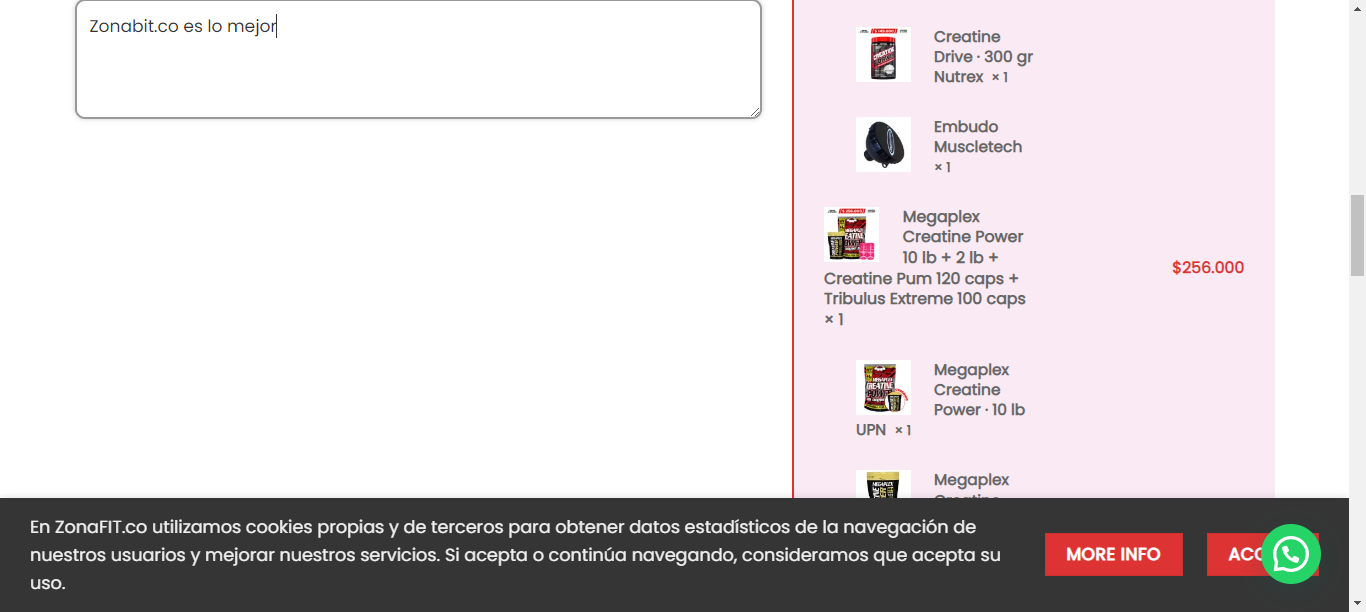 Zonabit.co es lo mejor
Creatine
Drive · 300 gr
Nutrex × 1
Embudo
Muscletech
× 1
Megaplex
Creatine Power
10 lb + 2 lb +
Creatine Pum 120 caps +
Tribulus Extreme 100 caps
× 1
$256.000
Megaplex
Creatine
Power · 10 lb
UPN × 1
Megaplex
Creatine
En ZonaFIT.co utilizamos cookies propias y de terceros para obtener datos estadísticos de la navegación de
nuestros usuarios y mejorar nuestros servicios. Si acepta o continúa navegando, consideramos que acepta su
uso.
MORE INFO